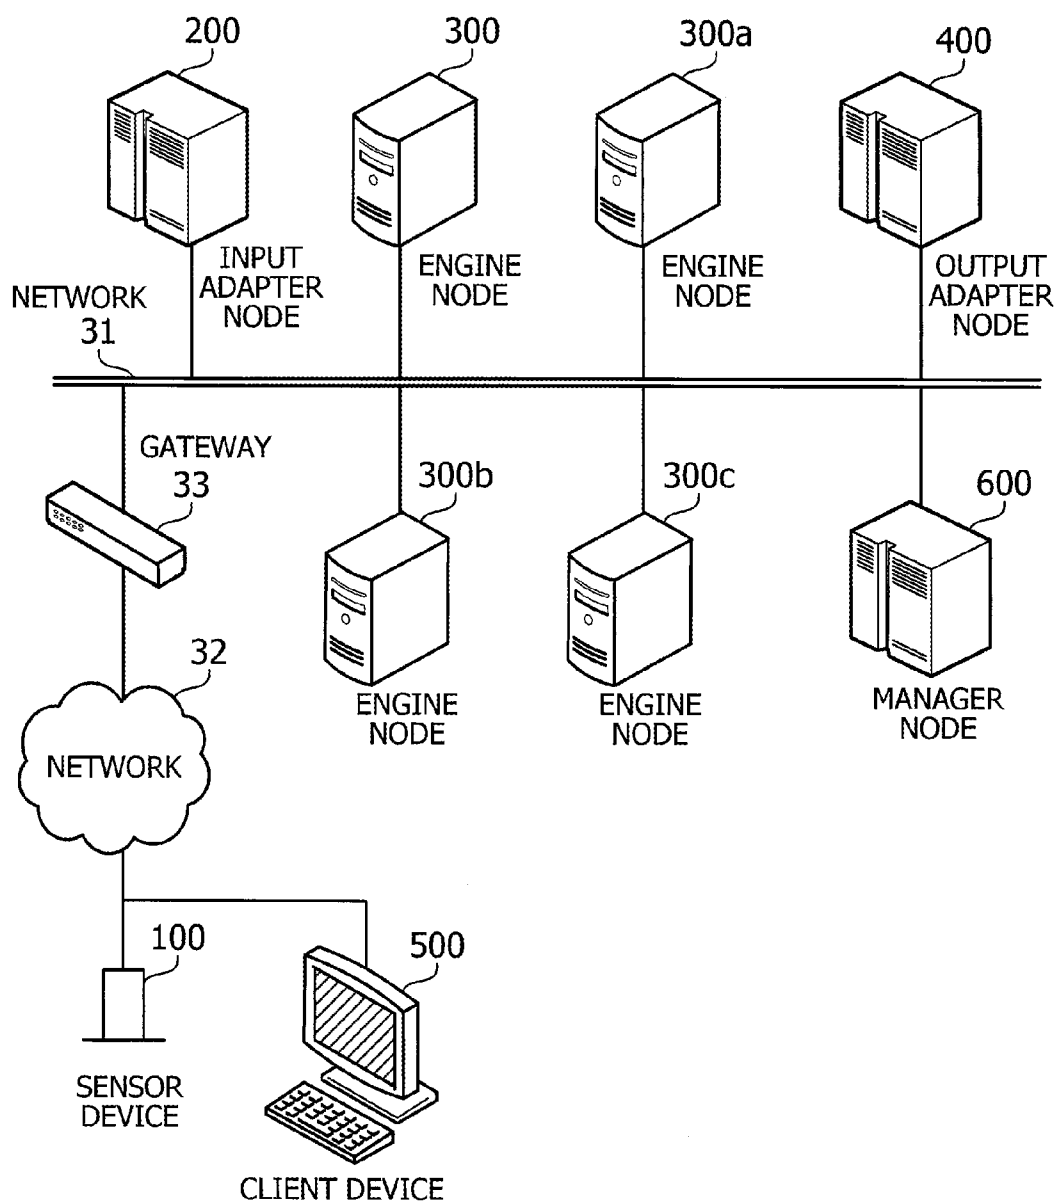 200
300
300a
400
INPUT
ADAPTER
NODE
ENGINE
NODE
ENGINE
NODE
OUTPUT
ADAPTER
NODE
NETWORK
31
GATEWAY
33
300b
300c
600
ENGINE
NODE
ENGINE
NODE
MANAGER
NODE
32
NETWORK
100
500
SENSOR
DEVICE
CLIENT DEVICE